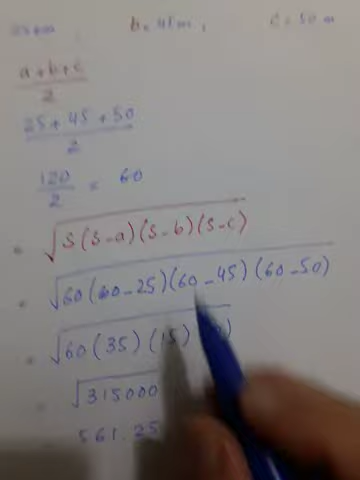 b = 45 m, c = 50 m
a+b+c
2
25 + 45 + 50
2
120
2
= 60
= √S(S-a)(S-b)(S-c)
= √60(60-25)(60-45)(60-50)
= √60(35)(15)
= √315000
561.25